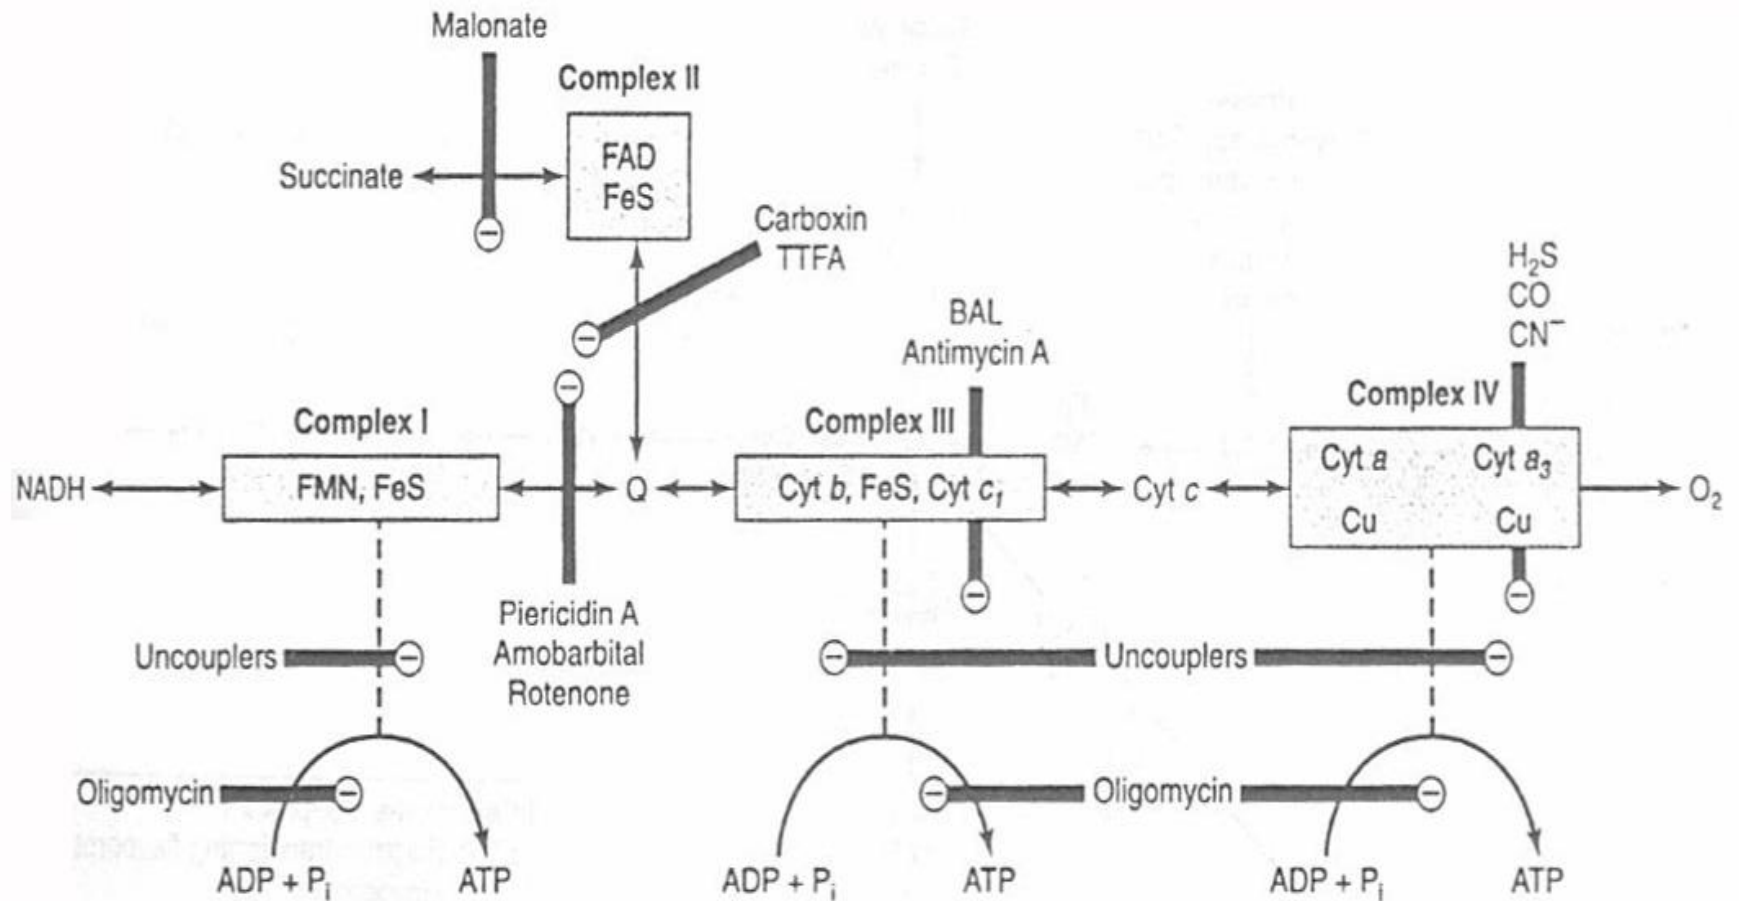 Malonate
Complex II
FAD
FeS
Succinate
Carboxin
TTFA
H₂S
CO
CN⁻
BAL
Antimycin A
Complex I
Complex III
Complex IV
NADH
FMN, FeS
Q
Cyt b, FeS, Cyt c₁
Cyt c
Cyt a
Cyt a₃
Cu
Cu
O₂
Piericidin A
Amobarbital
Rotenone
Uncouplers
Uncouplers
Oligomycin
Oligomycin
ADP + Pᵢ
ATP
ADP + Pᵢ
ATP
ADP + Pᵢ
ATP